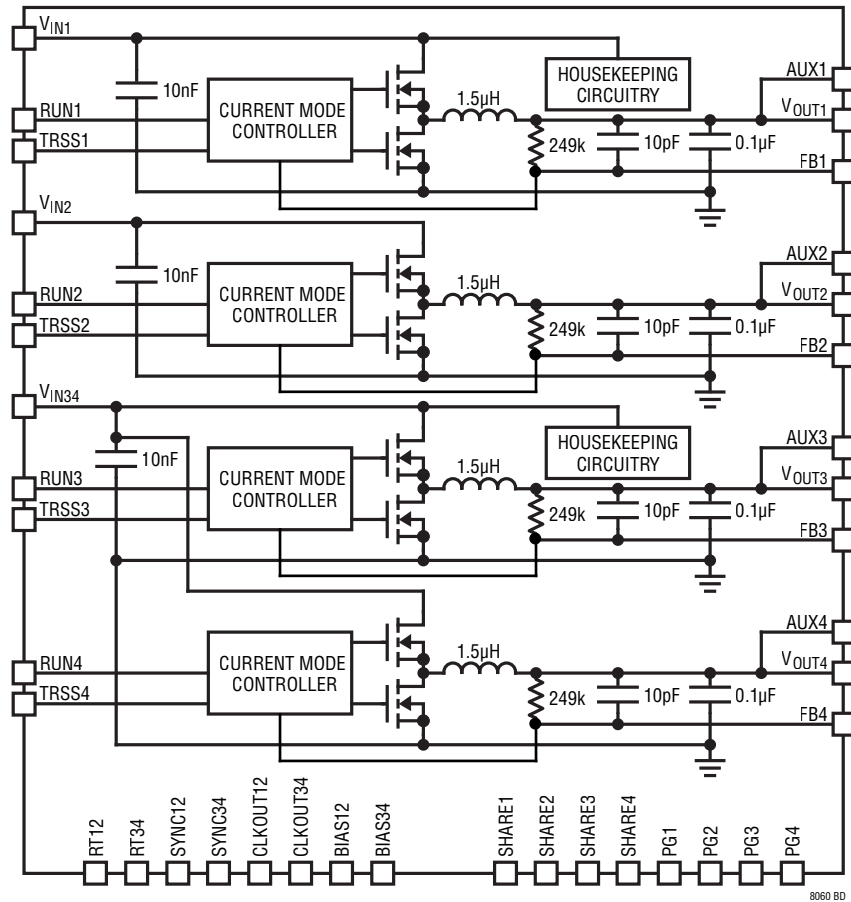 VIN1
10nF
RUN1
TRSS1
CURRENT MODE
CONTROLLER
1.5µH
HOUSEKEEPING
CIRCUITRY
249k
10pF
0.1µF
AUX1
VOUT1
FB1
VIN2
10nF
RUN2
TRSS2
CURRENT MODE
CONTROLLER
1.5µH
249k
10pF
0.1µF
AUX2
VOUT2
FB2
VIN34
10nF
RUN3
TRSS3
CURRENT MODE
CONTROLLER
1.5µH
HOUSEKEEPING
CIRCUITRY
249k
10pF
0.1µF
AUX3
VOUT3
FB3
RUN4
TRSS4
CURRENT MODE
CONTROLLER
1.5µH
249k
10pF
0.1µF
AUX4
VOUT4
FB4
RT12
RT34
SYNC12
SYNC34
CLKOUT12
CLKOUT34
BIAS12
BIAS34
SHARE1
SHARE2
SHARE3
SHARE4
PG1
PG2
PG3
PG4
8060 BD